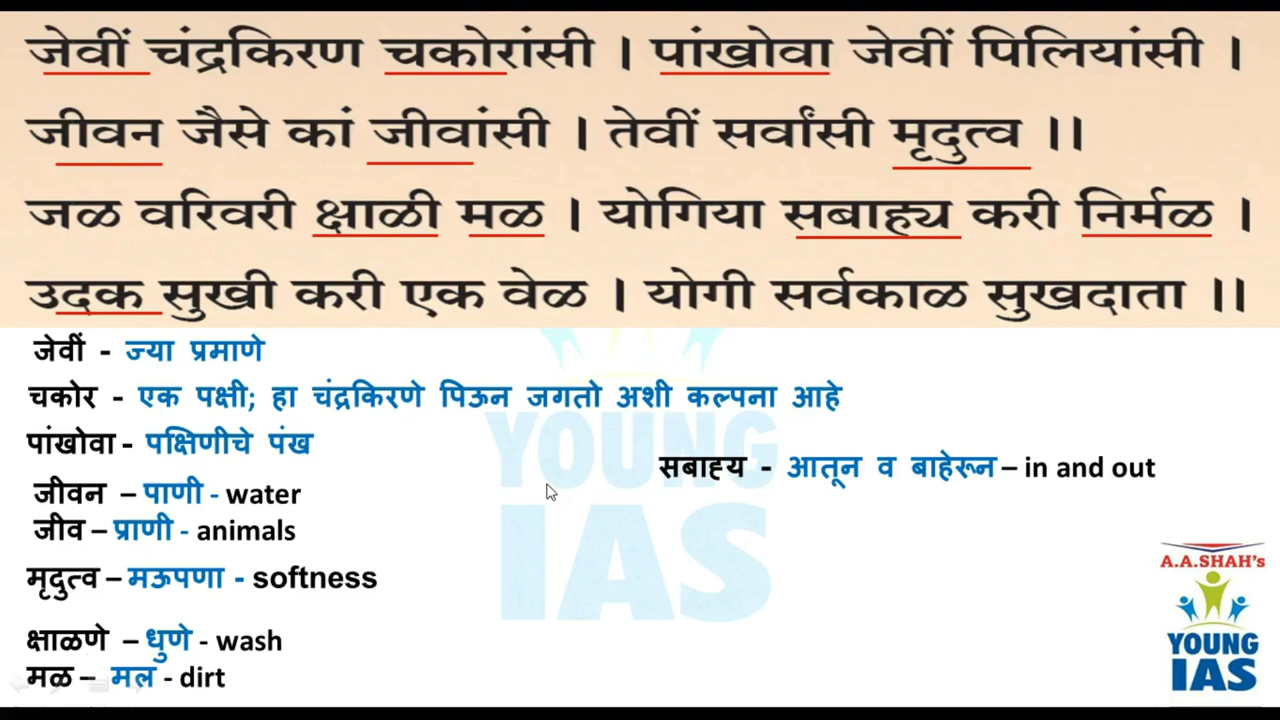 जेवीं चंद्रकिरण चकोरांसी । पांखोवा जेवीं पिलियांसी ।
जीवन जैसे कां जीवांसी । तेवीं सर्वांसी मृदुत्व ।।
जळ वरिवरी क्षाळी मळ । योगिया सबाह्य करी निर्मळ ।
उदक सुखी करी एक वेळ । योगी सर्वकाळ सुखदाता ।।
जेवीं - ज्या प्रमाणे
चकोर - एक पक्षी; हा चंद्रकिरणे पिऊन जगतो अशी कल्पना आहे
पांखोवा - पक्षिणीचे पंख
सबाह्य - आतून व बाहेरून – in and out
जीवन – पाणी - water
जीव – प्राणी - animals
मृदुत्व – मऊपणा - softness
क्षाळणे – धुणे - wash
मळ – मल - dirt
YOUNG
IAS
A.A.SHAH's
YOUNG
IAS